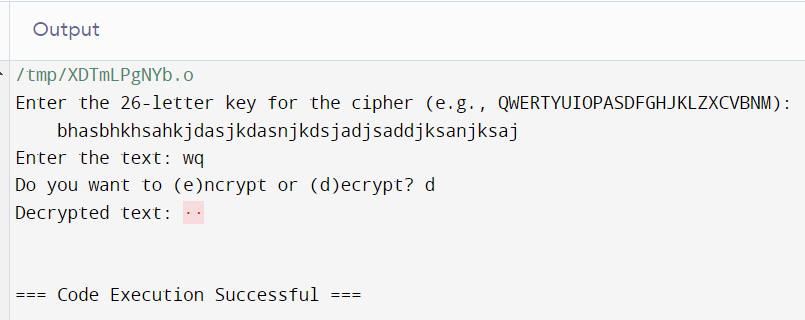 Output
/tmp/XDTmLPgNYb.o
Enter the 26-letter key for the cipher (e.g., QWERTYUIOPASDFGHJKLZXCVBNM):
bhasbhkhsahkjdasjkdasnjkdsjadjsaddjksanjksaj
Enter the text: wq
Do you want to (e)ncrypt or (d)ecrypt? d
Decrypted text: ··
=== Code Execution Successful ===